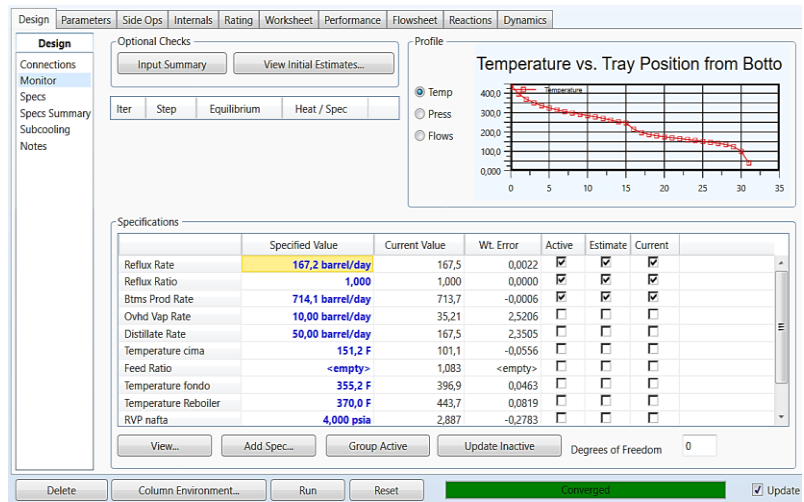 Design Parameters Side Ops Internals Rating Worksheet Performance Flowsheet Reactions Dynamics
Design
Connections
Monitor
Specs
Specs Summary
Subcooling
Notes
Optional Checks
Input Summary View Initial Estimates...
Iter Step Equilibrium Heat / Spec
Profile
Temp
Press
Flows
Temperature vs. Tray Position from Botto
Temperature
400,0
300,0
200,0
100,0
0,000
0 5 10 15 20 25 30 35
Specifications
Specified Value Current Value Wt. Error Active Estimate Current
Reflux Rate 167,2 barrel/day 167,5 0,0022
Reflux Ratio 1,000 1,000 0,0000
Btms Prod Rate 714,1 barrel/day 713,7 -0,0006
Ovhd Vap Rate 10,00 barrel/day 35,21 2,5206
Distillate Rate 50,00 barrel/day 167,5 2,3505
Temperature cima 151,2 F 101,1 -0,0556
Feed Ratio <empty> 1,083 <empty>
Temperature fondo 355,2 F 396,9 0,0463
Temperature Reboiler 370,0 F 443,7 0,0819
RVP nafta 4,000 psia 2,887 -0,2783
View... Add Spec... Group Active Update Inactive Degrees of Freedom 0
Delete Column Environment... Run Reset Converged Update